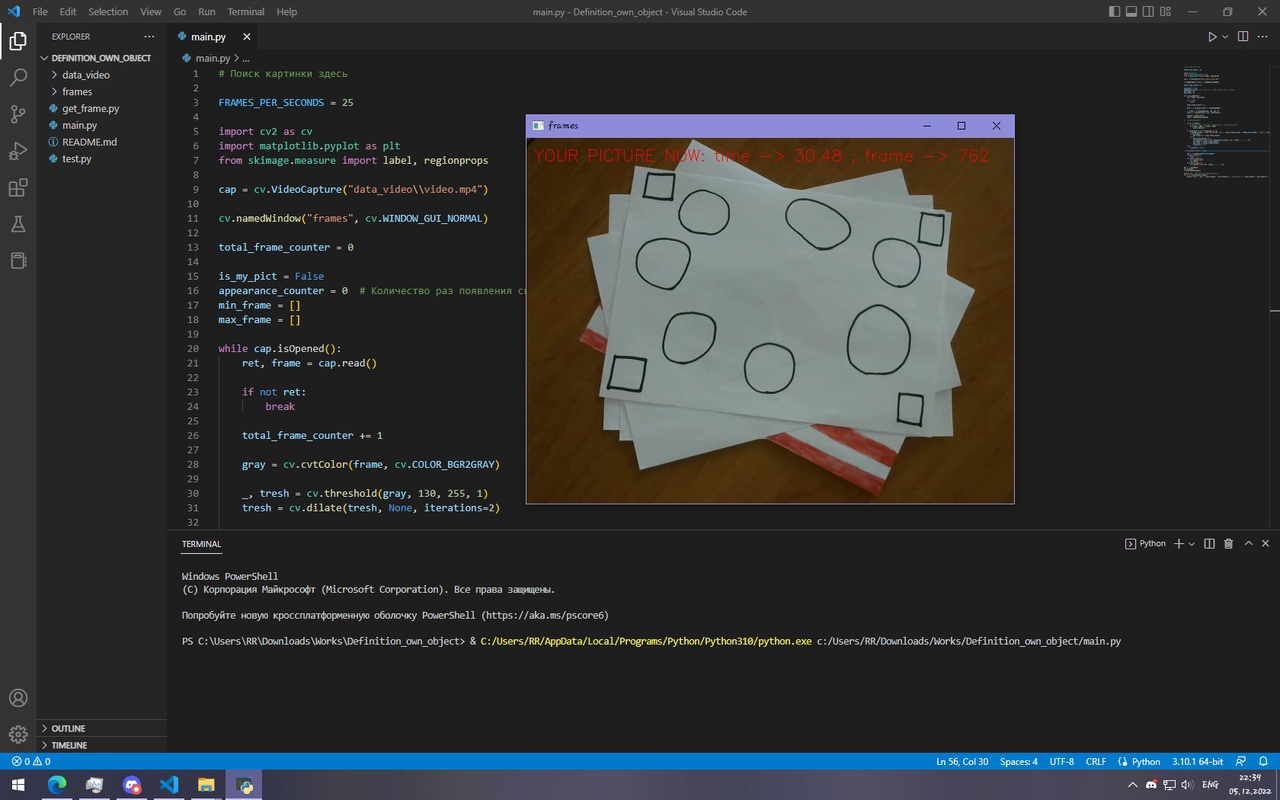 File Edit Selection View Go Run Terminal Help
main.py - Definition_own_object - Visual Studio Code
EXPLORER
DEFINITION_OWN_OBJECT
data_video
frames
get_frame.py
main.py
README.md
test.py
OUTLINE
TIMELINE
main.py
main.py > ...
1 # Поиск картинки здесь
2
3 FRAMES_PER_SECONDS = 25
4
5 import cv2 as cv
6 import matplotlib.pyplot as plt
7 from skimage.measure import label, regionprops
8
9 cap = cv.VideoCapture("data_video\\video.mp4")
10
11 cv.namedWindow("frames", cv.WINDOW_GUI_NORMAL)
12
13 total_frame_counter = 0
14
15 is_my_pict = False
16 appearance_counter = 0 # Количество раз появления
17 min_frame = []
18 max_frame = []
19
20 while cap.isOpened():
21 ret, frame = cap.read()
22
23 if not ret:
24 break
25
26 total_frame_counter += 1
27
28 gray = cv.cvtColor(frame, cv.COLOR_BGR2GRAY)
29
30 _, tresh = cv.threshold(gray, 130, 255, 1)
31 tresh = cv.dilate(tresh, None, iterations=2)
32
frames
YOUR PICTURE NOW: time --> 30.48 ; frame --> 762
TERMINAL
Python
Windows PowerShell
(C) Корпорация Майкрософт (Microsoft Corporation). Все права защищены.
Попробуйте новую кроссплатформенную оболочку PowerShell (https://aka.ms/pscore6)
PS C:\Users\RR\Downloads\Works\Definition_own_object> & C:/Users/RR/AppData/Local/Programs/Python/Python310/python.exe c:/Users/RR/Downloads/Works/Definition_own_object/main.py
0 0
Ln 56, Col 30 Spaces: 4 UTF-8 CRLF Python 3.10.1 64-bit
ENG
22:39
05.12.2022